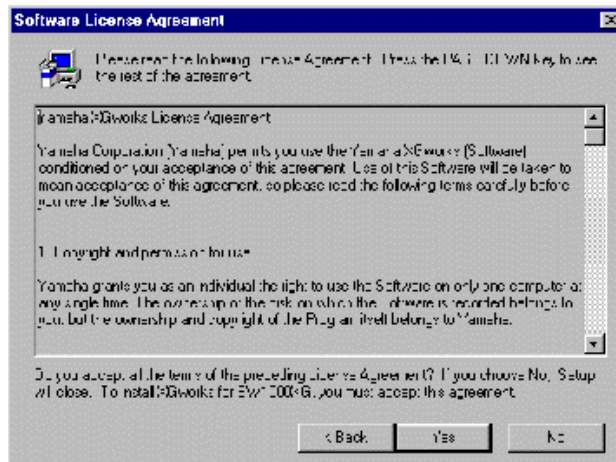 Software License Agreement
Please read the following License Agreement. Press the PAGE DOWN key to see
the rest of the agreement.
Yamaha XGworks License Agreement
Yamaha Corporation (Yamaha) permits you use the Yamaha XGworks (Software)
conditioned on your acceptance of this agreement. Use of this Software will be taken to
mean acceptance of this agreement, so please read the following terms carefully before
you use the Software.
1. Copyright and permission for use
Yamaha grants you as an individual the right to use the Software on only one computer at
any single time. The ownership of the disk on which the Software is recorded belongs to
you, but the ownership and copyright of the Program itself belongs to Yamaha.
Do you accept all the terms of the preceding License Agreement? If you choose No, Setup
will close. To install XGworks for you must accept this agreement.
< Back
Yes
No